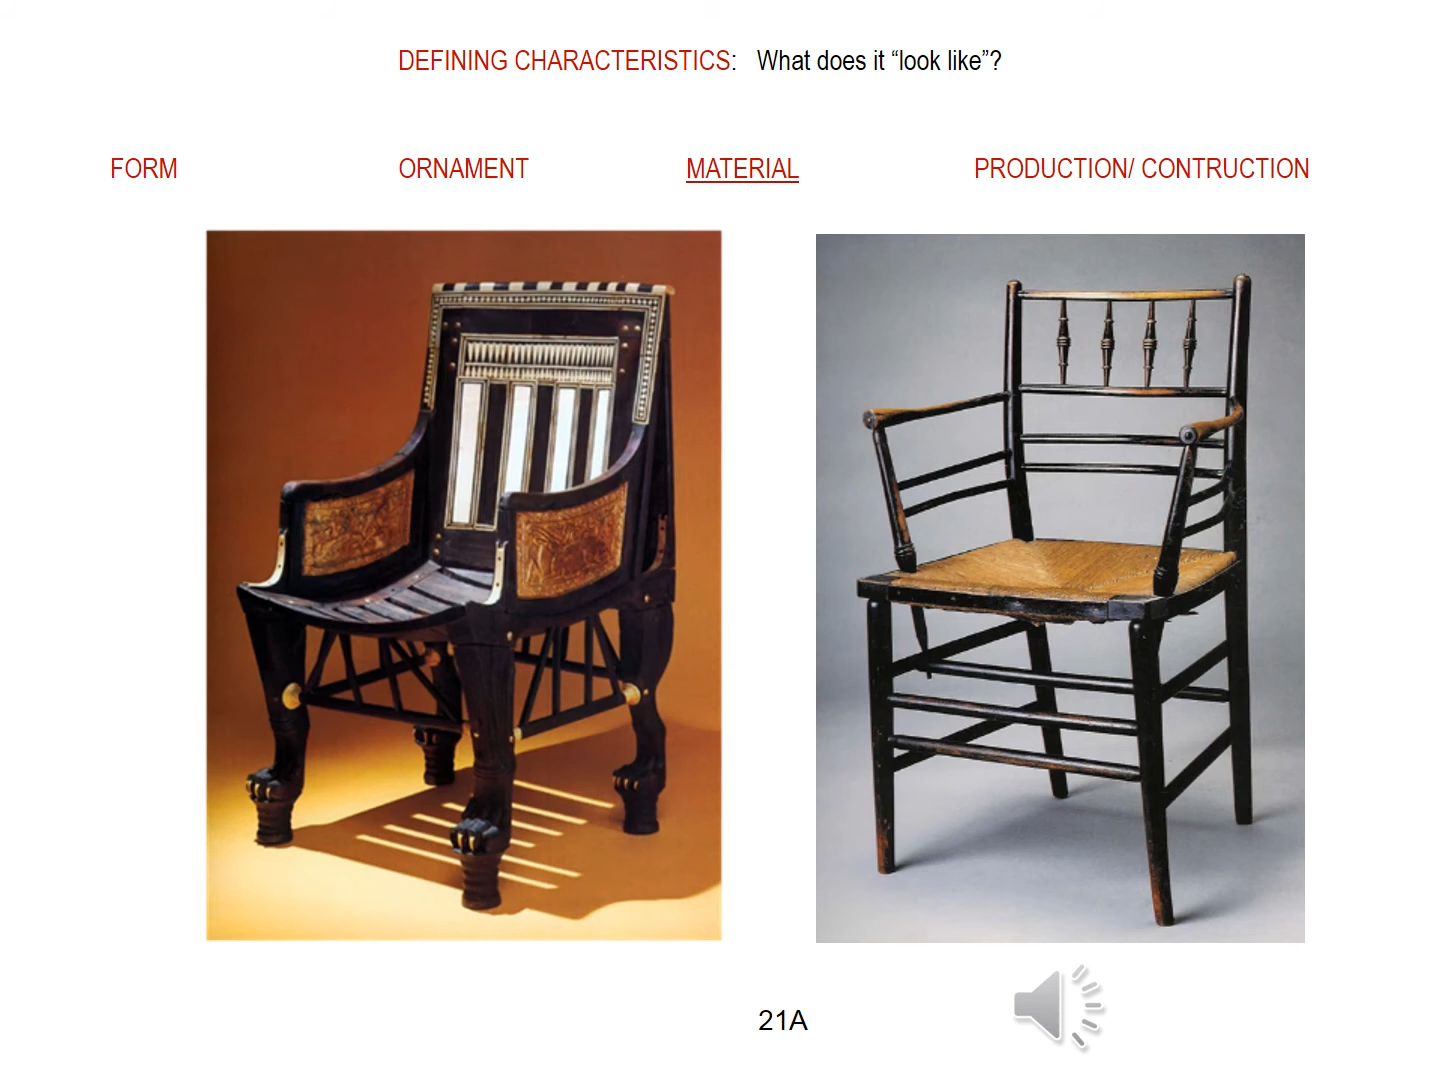 DEFINING CHARACTERISTICS: What does it “look like”?
FORM ORNAMENT MATERIAL PRODUCTION/ CONTRUCTION
21A